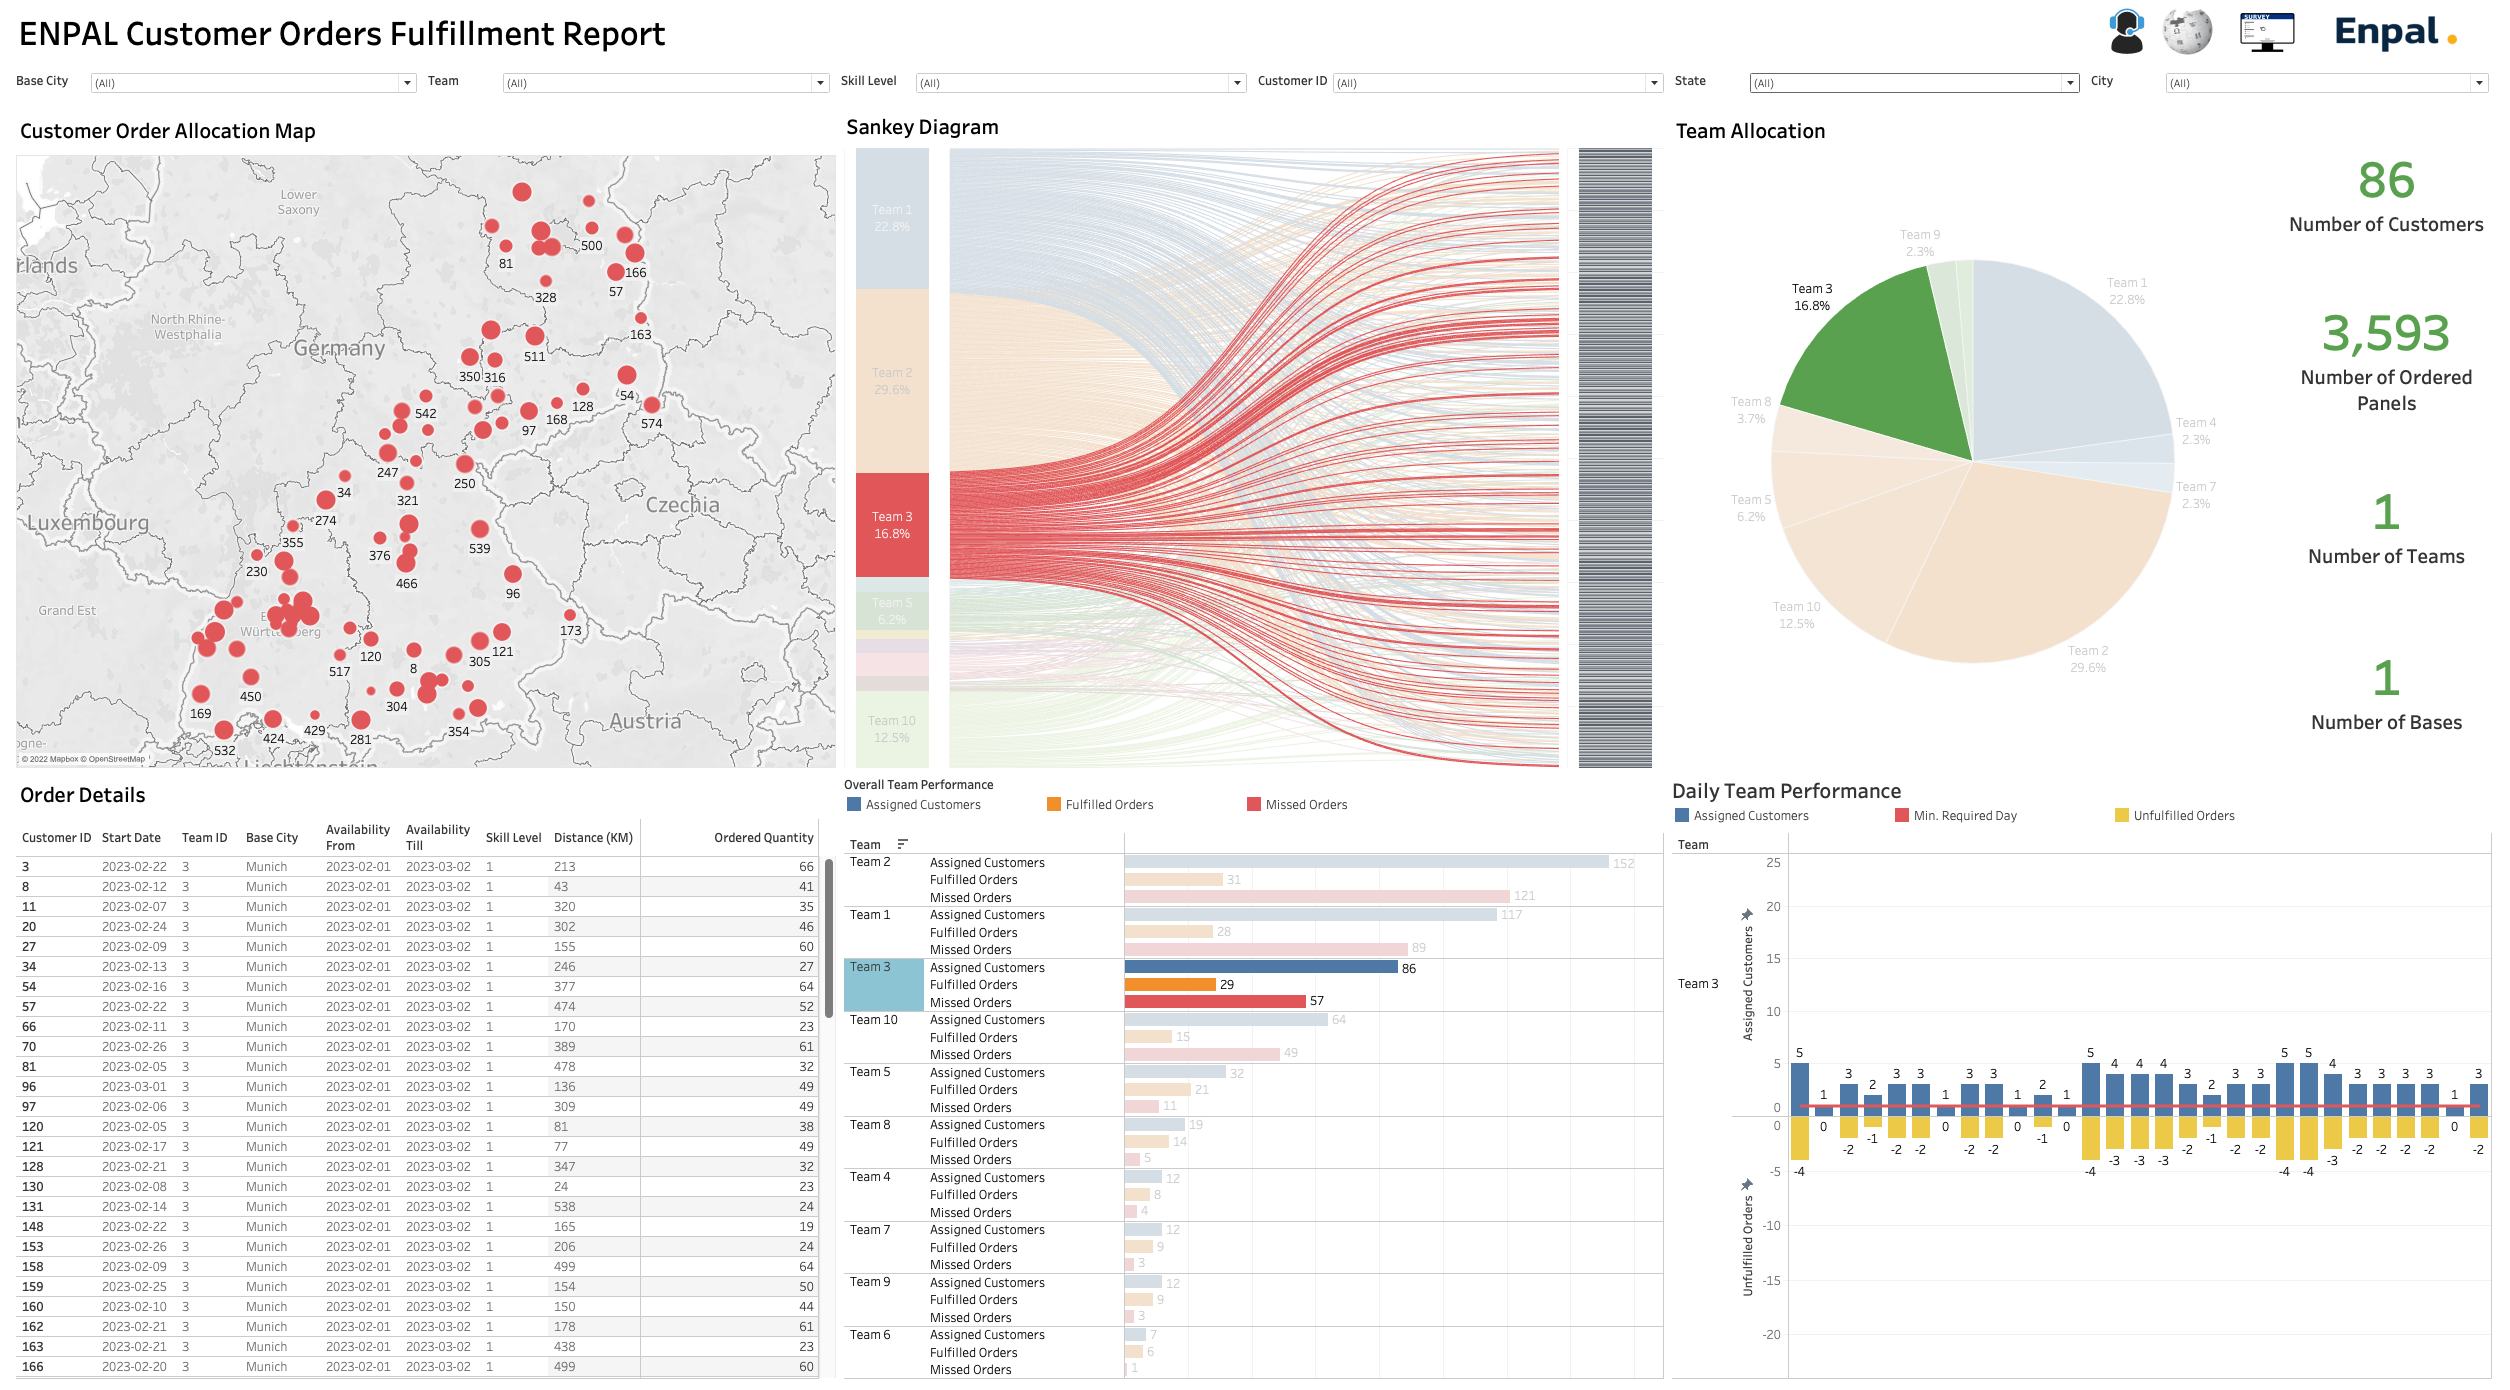 ENPAL Customer Orders Fulfillment Report
SURVEY
Enpal.
Base City (All) Team (All) Skill Level (All) Customer ID (All) State (All) City (All)
Customer Order Allocation Map
Lower
Saxony
rlands
North Rhine-
Westphalia
Germany
Luxembourg
Czechia
Grand Est
Württemberg
Austria
Liechtenstein
ogne-
500
81
166
57
328
163
511
350 316
54
128
542
168
97
574
247
250
34
321
274
355
539
376
230
466
96
173
121
120
305
517
8
450
304
169
354
424
429
281
532
© 2022 Mapbox © OpenStreetMap
Sankey Diagram
Team 1
22.8%
Team 2
29.6%
Team 3
16.8%
Team 5
6.2%
Team 10
12.5%
Team Allocation
Team 9
2.3%
Team 3
16.8%
Team 1
22.8%
Team 8
3.7%
Team 4
2.3%
Team 7
2.3%
Team 5
6.2%
Team 10
12.5%
Team 2
29.6%
86
Number of Customers
3,593
Number of Ordered
Panels
1
Number of Teams
1
Number of Bases
Order Details
Customer ID Start Date Team ID Base City Availability From Availability Till Skill Level Distance (KM) Ordered Quantity
3 2023-02-22 3 Munich 2023-02-01 2023-03-02 1 213 66
8 2023-02-12 3 Munich 2023-02-01 2023-03-02 1 43 41
11 2023-02-07 3 Munich 2023-02-01 2023-03-02 1 320 35
20 2023-02-24 3 Munich 2023-02-01 2023-03-02 1 302 46
27 2023-02-09 3 Munich 2023-02-01 2023-03-02 1 155 60
34 2023-02-13 3 Munich 2023-02-01 2023-03-02 1 246 27
54 2023-02-16 3 Munich 2023-02-01 2023-03-02 1 377 64
57 2023-02-22 3 Munich 2023-02-01 2023-03-02 1 474 52
66 2023-02-11 3 Munich 2023-02-01 2023-03-02 1 170 23
70 2023-02-26 3 Munich 2023-02-01 2023-03-02 1 389 61
81 2023-02-05 3 Munich 2023-02-01 2023-03-02 1 478 32
96 2023-03-01 3 Munich 2023-02-01 2023-03-02 1 136 49
97 2023-02-06 3 Munich 2023-02-01 2023-03-02 1 309 49
120 2023-02-05 3 Munich 2023-02-01 2023-03-02 1 81 38
121 2023-02-17 3 Munich 2023-02-01 2023-03-02 1 77 49
128 2023-02-21 3 Munich 2023-02-01 2023-03-02 1 347 32
130 2023-02-08 3 Munich 2023-02-01 2023-03-02 1 24 23
131 2023-02-14 3 Munich 2023-02-01 2023-03-02 1 538 24
148 2023-02-22 3 Munich 2023-02-01 2023-03-02 1 165 19
153 2023-02-26 3 Munich 2023-02-01 2023-03-02 1 206 24
158 2023-02-09 3 Munich 2023-02-01 2023-03-02 1 499 64
159 2023-02-25 3 Munich 2023-02-01 2023-03-02 1 154 50
160 2023-02-10 3 Munich 2023-02-01 2023-03-02 1 150 44
162 2023-02-21 3 Munich 2023-02-01 2023-03-02 1 178 61
163 2023-02-21 3 Munich 2023-02-01 2023-03-02 1 438 23
166 2023-02-20 3 Munich 2023-02-01 2023-03-02 1 499 60
Overall Team Performance
Assigned Customers Fulfilled Orders Missed Orders
Team
Team 2 Assigned Customers 152
Fulfilled Orders 31
Missed Orders 121
Team 1 Assigned Customers 117
Fulfilled Orders 28
Missed Orders 89
Team 3 Assigned Customers 86
Fulfilled Orders 29
Missed Orders 57
Team 10 Assigned Customers 64
Fulfilled Orders 15
Missed Orders 49
Team 5 Assigned Customers 32
Fulfilled Orders 21
Missed Orders 11
Team 8 Assigned Customers 19
Fulfilled Orders 14
Missed Orders 5
Team 4 Assigned Customers 12
Fulfilled Orders 8
Missed Orders 4
Team 7 Assigned Customers 12
Fulfilled Orders 9
Missed Orders 3
Team 9 Assigned Customers 12
Fulfilled Orders 9
Missed Orders 3
Team 6 Assigned Customers 7
Fulfilled Orders 6
Missed Orders 1
Daily Team Performance
Assigned Customers Min. Required Day Unfulfilled Orders
Team
Team 3
Assigned Customers
25
20
15
10
5
0
5 1 3 2 3 3 1 3 3 1 2 1 5 4 4 4 3 2 3 3 5 5 4 3 3 3 3 1 3
Unfulfilled Orders
0
-5
-10
-15
-20
-4 0 -2 -1 -2 -2 0 -2 -2 0 -1 0 -4 -3 -3 -3 -2 -1 -2 -2 -4 -4 -3 -2 -2 -2 -2 0 -2